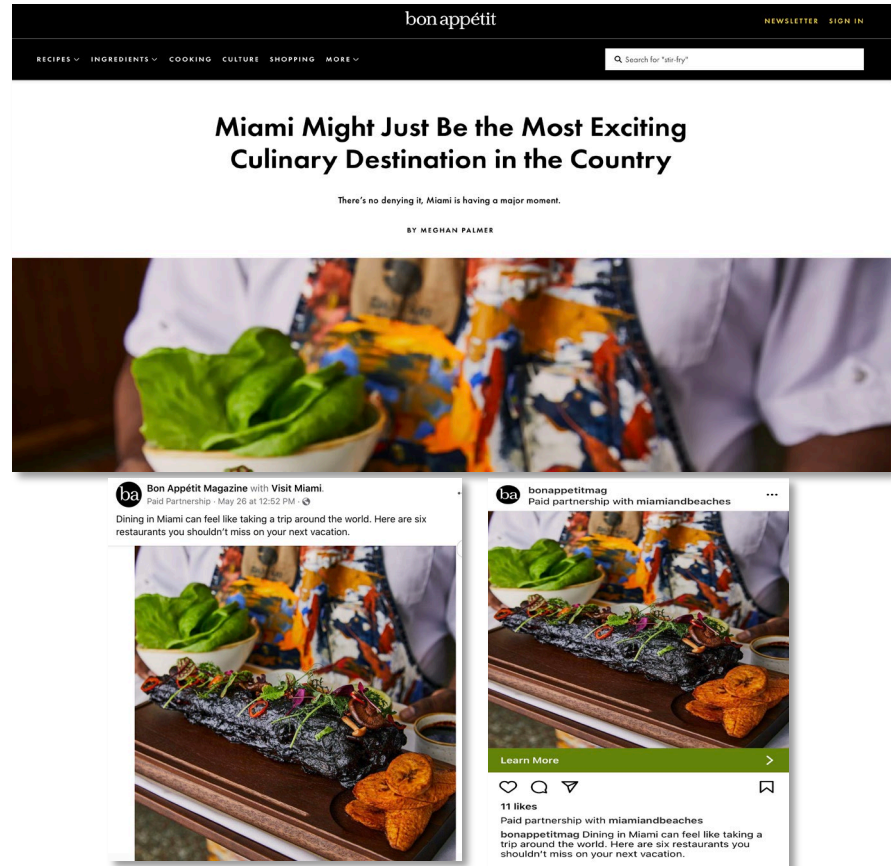 bon appétit
NEWSLETTER SIGN IN
RECIPES INGREDIENTS COOKING CULTURE SHOPPING MORE
Search for "stir-fry"
Miami Might Just Be the Most Exciting
Culinary Destination in the Country
There's no denying it, Miami is having a major moment.
BY MEGHAN PALMER
ba
Bon Appétit Magazine with Visit Miami.
Paid Partnership · May 26 at 12:52 PM ·
Dining in Miami can feel like taking a trip around the world. Here are six
restaurants you shouldn't miss on your next vacation.
ba
bonappetitmag
Paid partnership with miamiandbeaches
Learn More
11 likes
Paid partnership with miamiandbeaches
bonappetitmag Dining in Miami can feel like taking a
trip around the world. Here are six restaurants you
shouldn't miss on your next vacation.